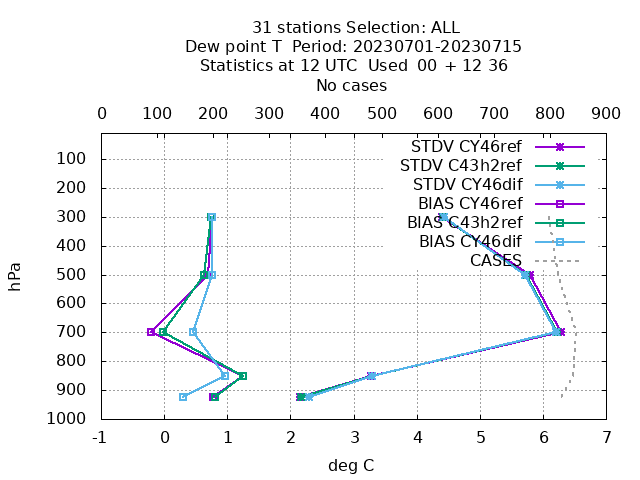 31 stations Selection: ALL
Dew point T  Period: 20230701-20230715
Statistics at 12 UTC  Used  00 + 12 36
No cases
0 100 200 300 400 500 600 700 800 900
STDV CY46ref
STDV C43h2ref
STDV CY46dif
BIAS CY46ref
BIAS C43h2ref
BIAS CY46dif
CASES
hPa
100
200
300
400
500
600
700
800
900
1000
-1 0 1 2 3 4 5 6 7
deg C